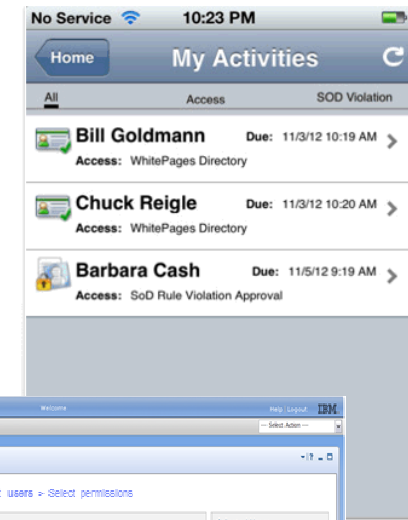 No Service 10:23 PM
Home My Activities
All Access SOD Violation
Bill Goldmann Due: 11/3/12 10:19 AM
Access: WhitePages Directory
Chuck Reigle Due: 11/3/12 10:20 AM
Access: WhitePages Directory
Barbara Cash Due: 11/5/12 9:19 AM
Access: SoD Rule Violation Approval
Welcome Help Logout IBM
--- Select Action ---
users > Select permissions